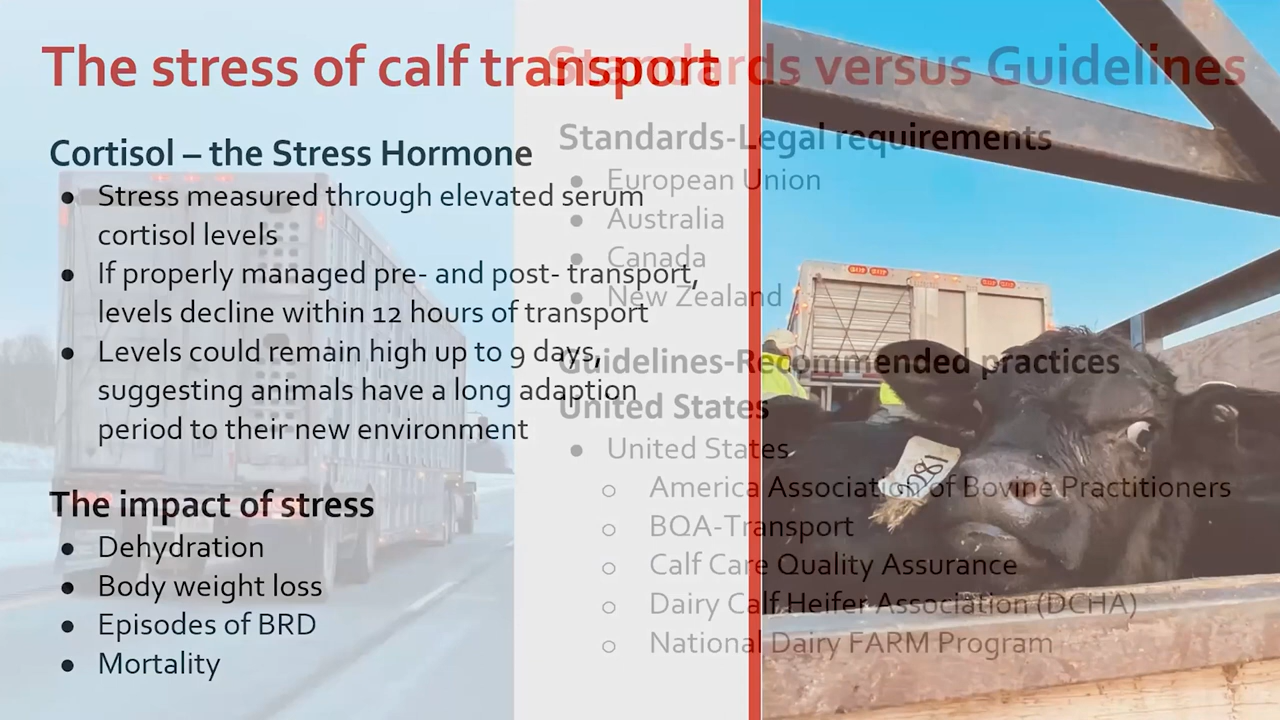 The stress of calf transport
Cortisol – the Stress Hormone
● Stress measured through elevated serum
cortisol levels
● If properly managed pre- and post- transport,
levels decline within 12 hours of transport
● Levels could remain high up to 9 days,
suggesting animals have a long adaption
period to their new environment
The impact of stress
● Dehydration
● Body weight loss
● Episodes of BRD
● Mortality
Standards versus Guidelines
Standards-Legal requirements
● European Union
● Australia
● Canada
● New Zealand
Guidelines-Recommended practices
United States
● United States
○ America Association of Bovine Practitioners
○ BQA-Transport
○ Calf Care Quality Assurance
○ Dairy Calf Heifer Association (DCHA)
○ National Dairy FARM Program